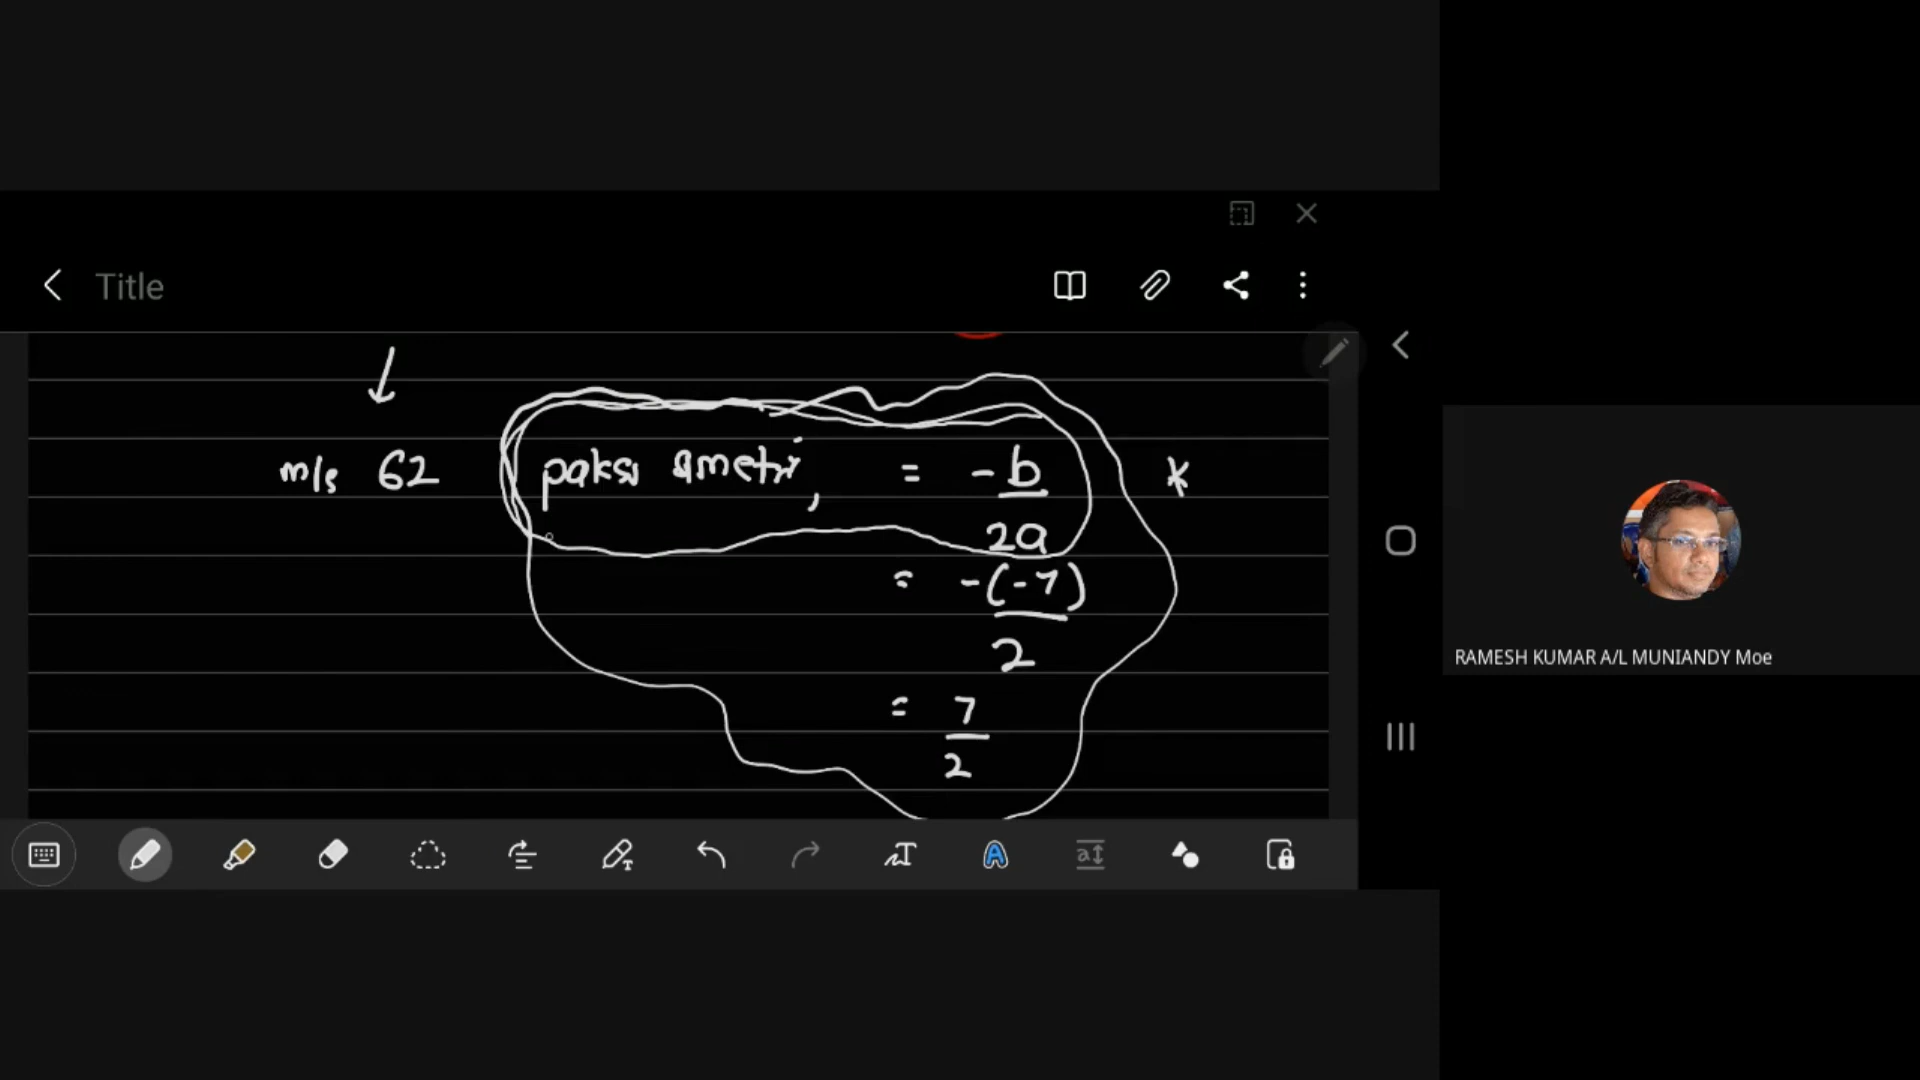 Title
m/s 62 paksi simetri, = -b *
2a
= -(-7)
2
= 7
2
RAMESH KUMAR A/L MUNIANDY Moe